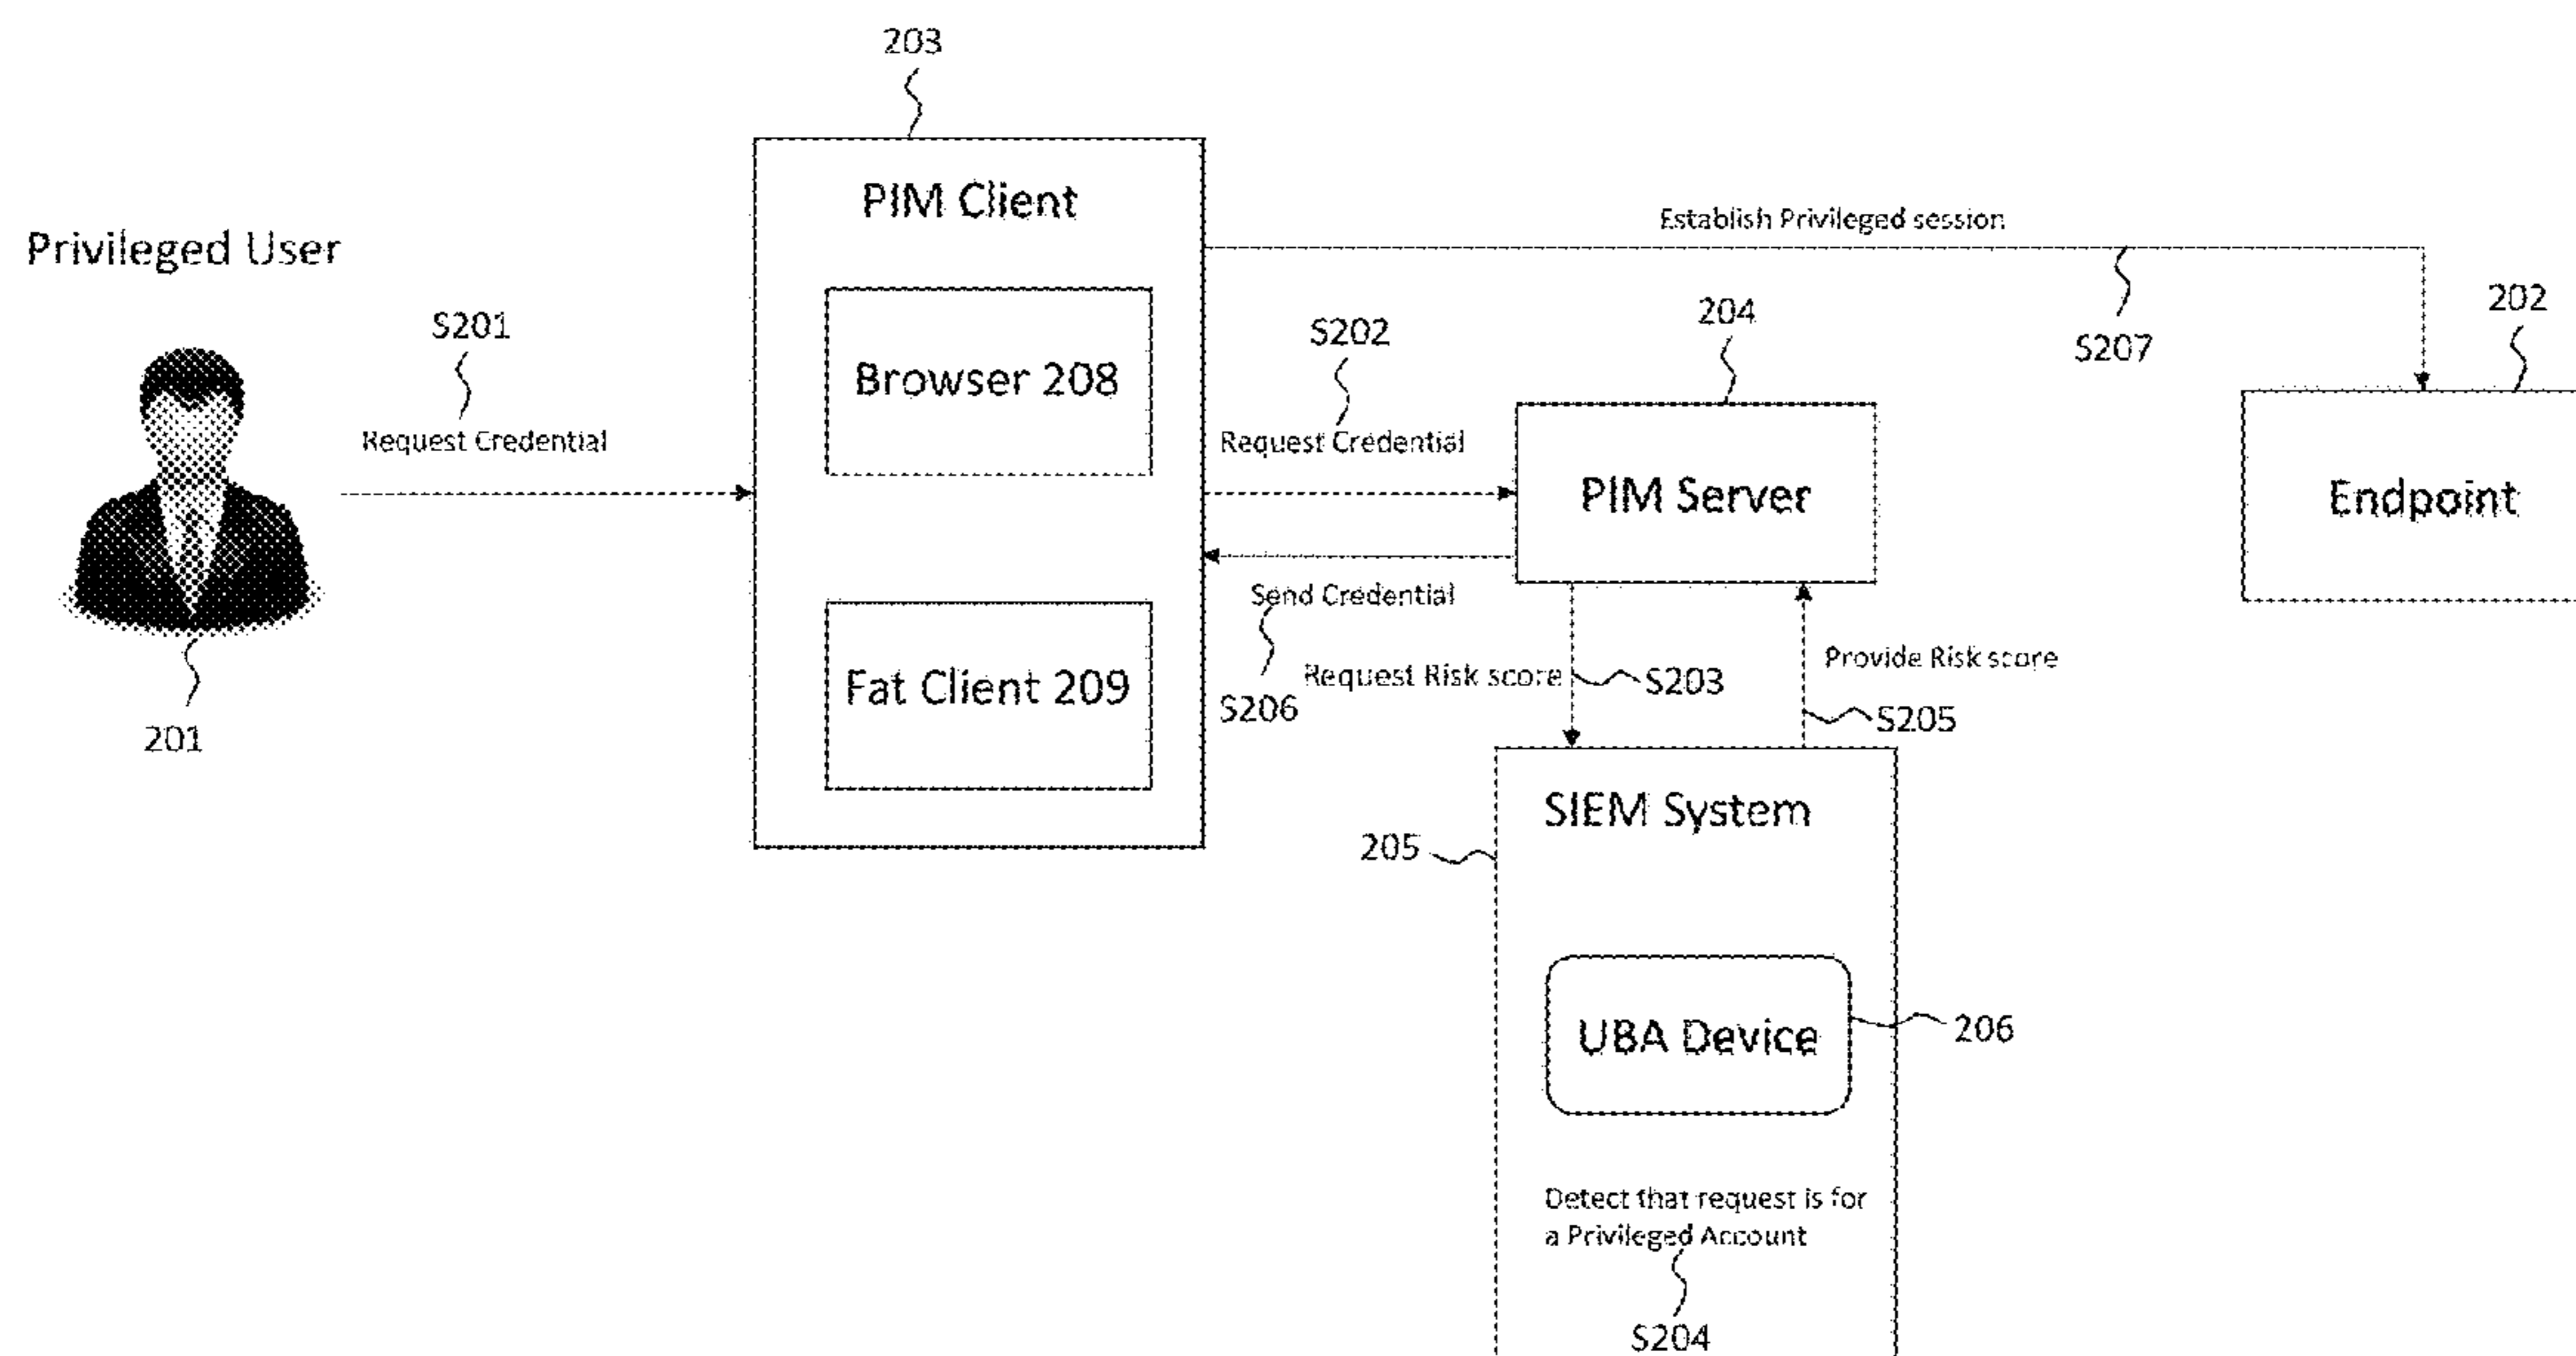 203
PIM Client
Privileged User
Establish Privileged session
S201
Request Credential
Browser 208
S202
Request Credential
204
S207
202
PIM Server
Endpoint
Send Credential
S206
Request Risk score
S203
Provide Risk score
S205
Fat Client 209
201
SIEM System
205
UBA Device
206
Detect that request is for
a Privileged Account
S204